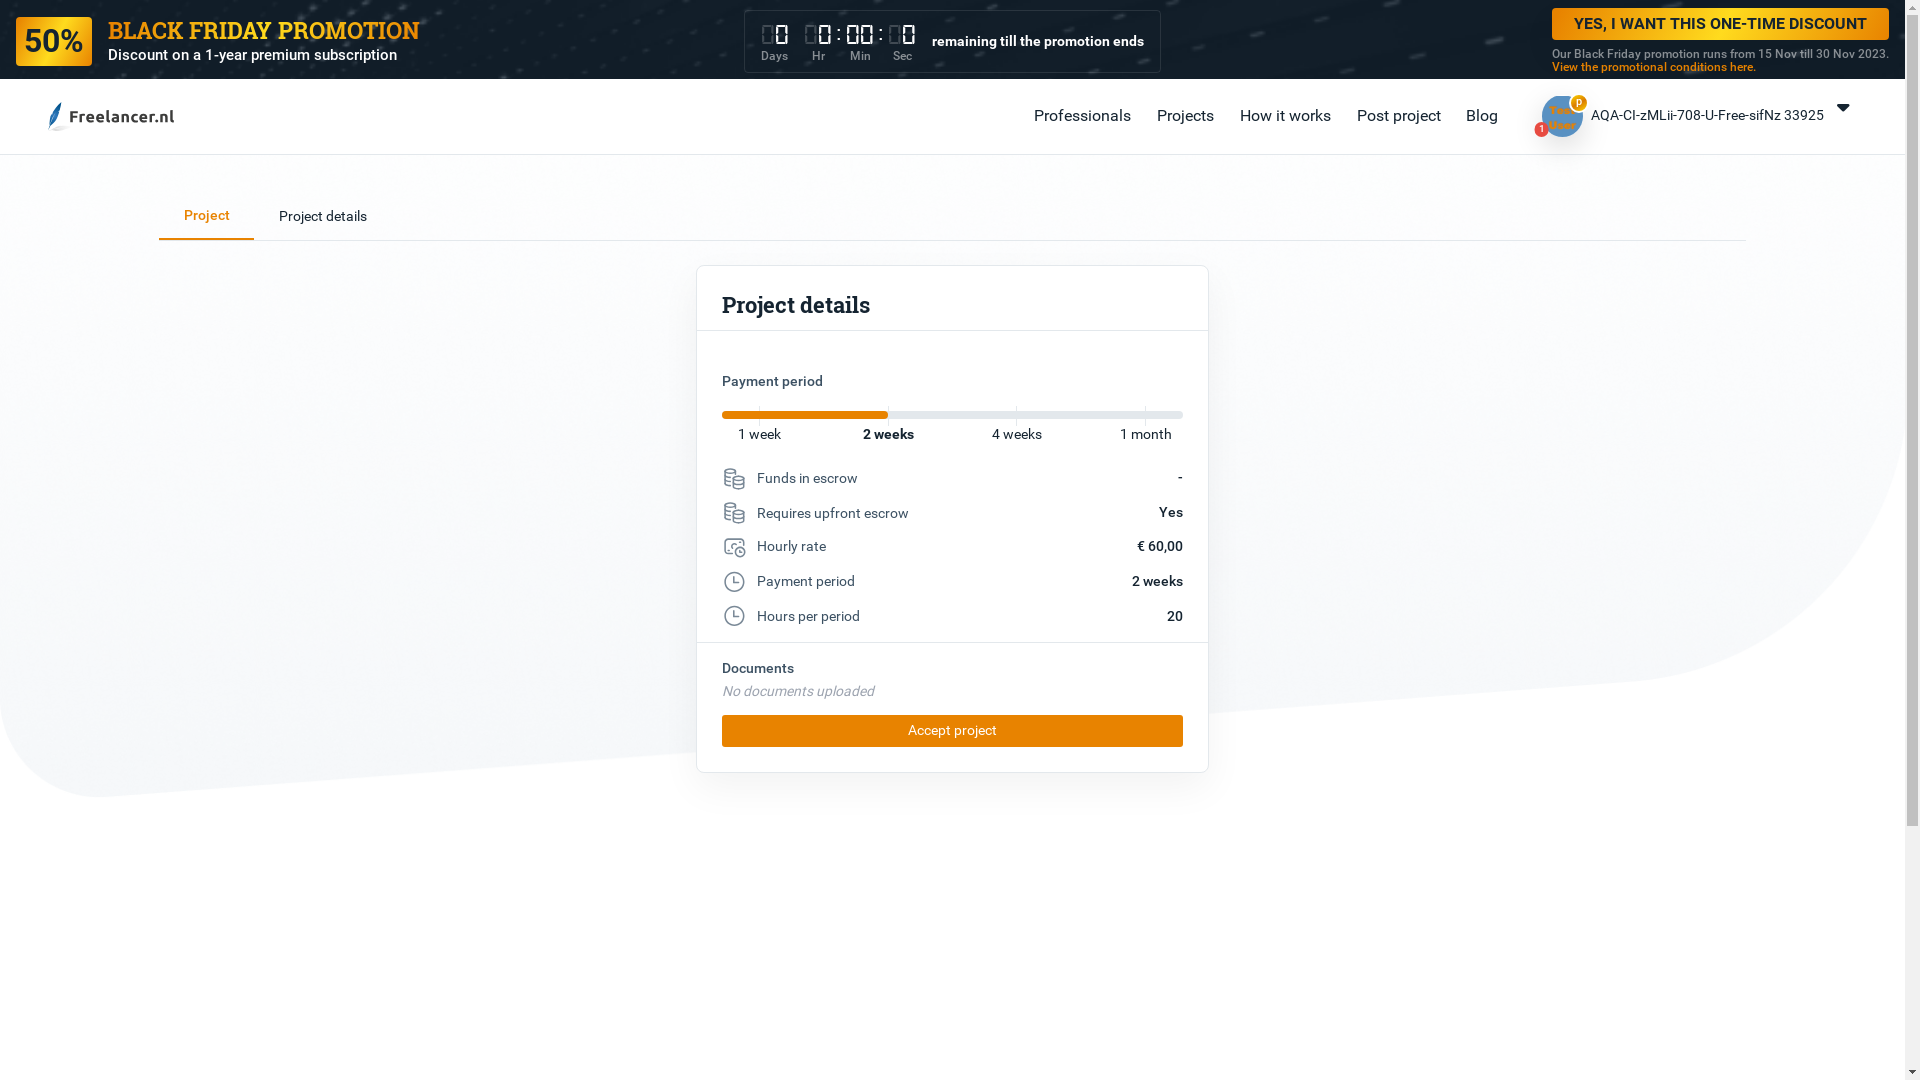 50%
BLACK FRIDAY PROMOTION
Discount on a 1-year premium subscription
0 0:00:0
Days Hr Min Sec
remaining till the promotion ends
YES, I WANT THIS ONE-TIME DISCOUNT
Our Black Friday promotion runs from 15 Nov till 30 Nov 2023.
View the promotional conditions here.
Freelancer.nl
Professionals
Projects
How it works
Post project
Blog
P
User
1
AQA-CI-zMLii-708-U-Free-sifNz 33925
Project
Project details
Project details
Payment period
1 week
2 weeks
4 weeks
1 month
Funds in escrow -
Requires upfront escrow Yes
Hourly rate € 60,00
Payment period 2 weeks
Hours per period 20
Documents
No documents uploaded
Accept project